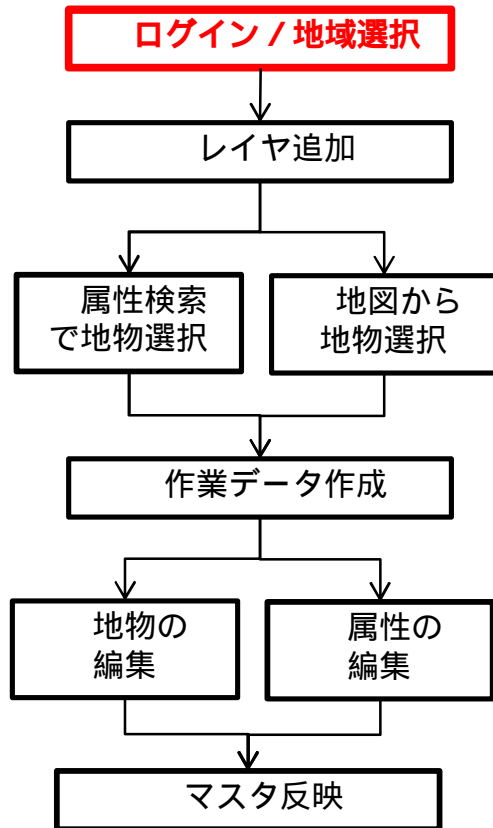 ログイン / 地域選択
レイヤ追加
属性検索
で地物選択
地図から
地物選択
作業データ作成
地物の
編集
属性の
編集
マスタ反映